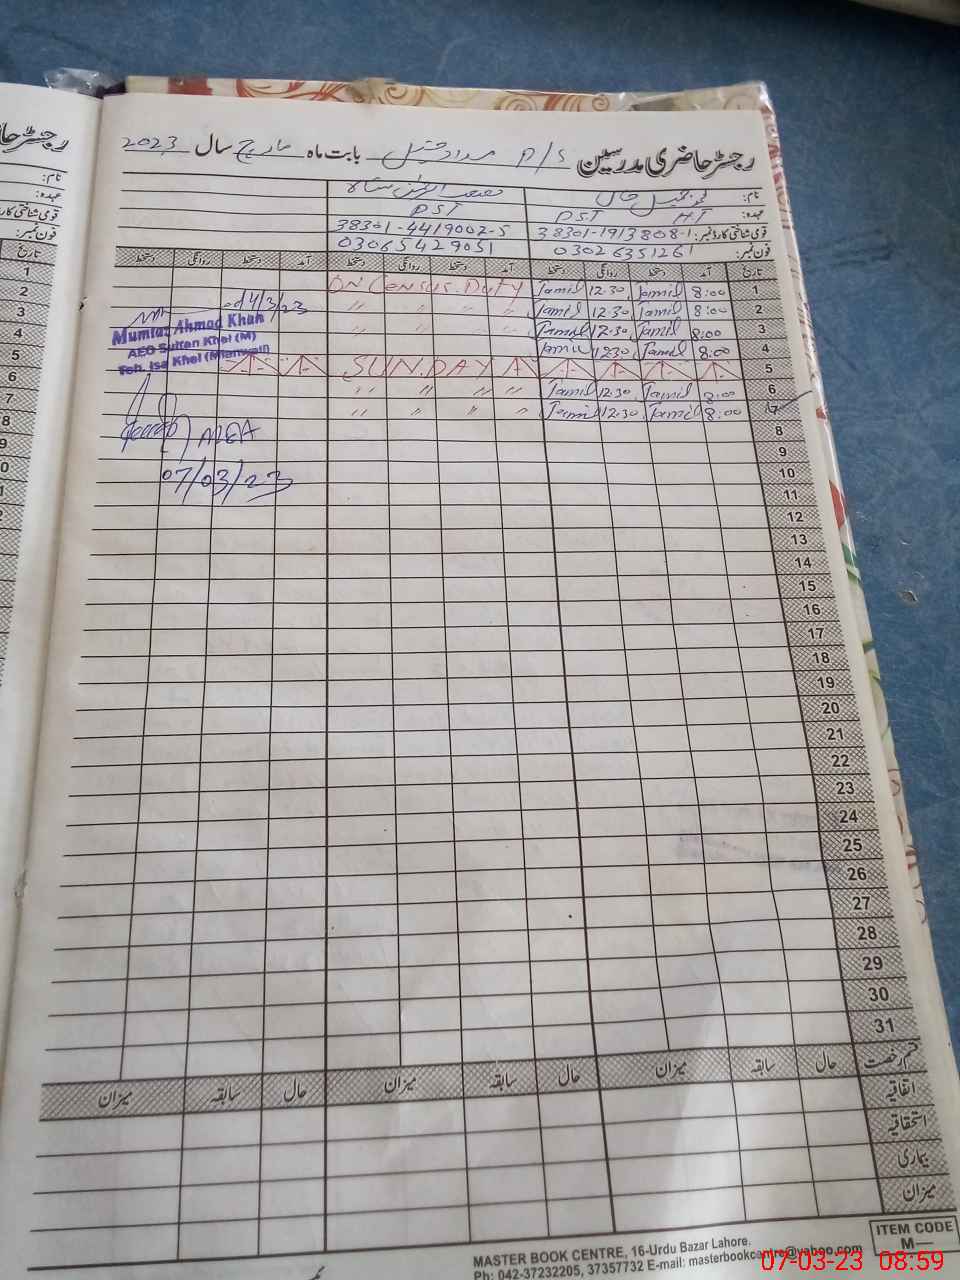 رجسٹر حاضری مدرسین P/S بابت ماہ مارچ سال 2023
نام: محمد جمیل خان
عہدہ: PST HT PST
قومی شناختی کارڈ نمبر: 38301-1913808-1 38301-4419002-5
فون نمبر: 03026351261 03065429051
تاریخ آمد دستخط روانگی دستخط آمد دستخط روانگی دستخط آمد دستخط روانگی دستخط
1 8:00 Jamil 12.30 Jamil ON CENSUS.DUTY
2 8:00 Jamil 12.30 Jamil " " " "
3 8:00 Jamil 12.30 Jamil " " " "
4 8:00 Jamil 12.30 Jamil
5 SUNDAY
6 8:00 Jamil 12.30 Jamil " " " "
7 8:00 Jamil 12.30 Jamil " " " "
04/3/23
Mumtaz Ahmad Khan
AEO Sultan Khel (M)
Teh. Isa Khel (Mianwali)
MEA
07/03/23
8
9
10
11
12
13
14
15
16
17
18
19
20
21
22
23
24
25
26
27
28
29
30
31
قسم رخصت حال سابقہ میزان حال سابقہ میزان حال سابقہ میزان
اتفاقیہ
استحقاقیہ
بیماری
میزان
ITEM CODE
M—
MASTER BOOK CENTRE, 16-Urdu Bazar Lahore.
Ph: 042-37232205, 37357732 E-mail: masterbookcentre@yahoo.com
07-03-23 08:59